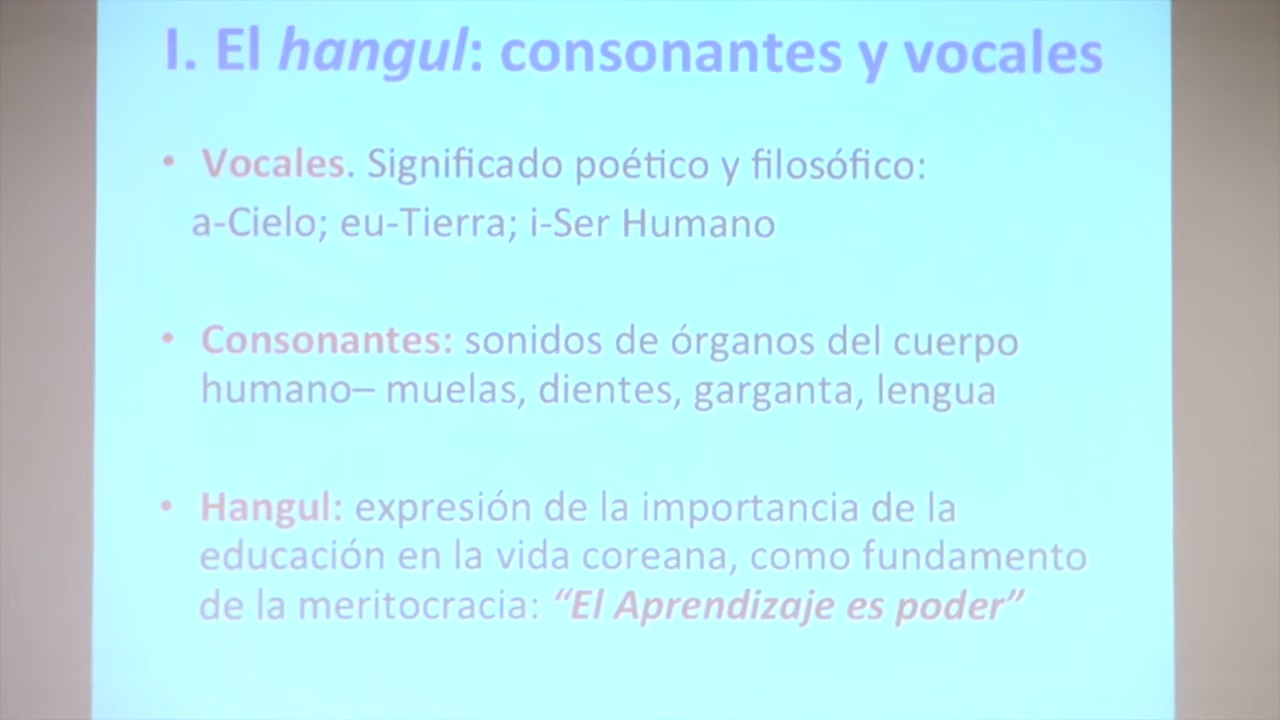 I. El hangul: consonantes y vocales
• Vocales. Significado poético y filosófico:
a-Cielo; eu-Tierra; i-Ser Humano
• Consonantes: sonidos de órganos del cuerpo
humano– muelas, dientes, garganta, lengua
• Hangul: expresión de la importancia de la
educación en la vida coreana, como fundamento
de la meritocracia: “El Aprendizaje es poder”